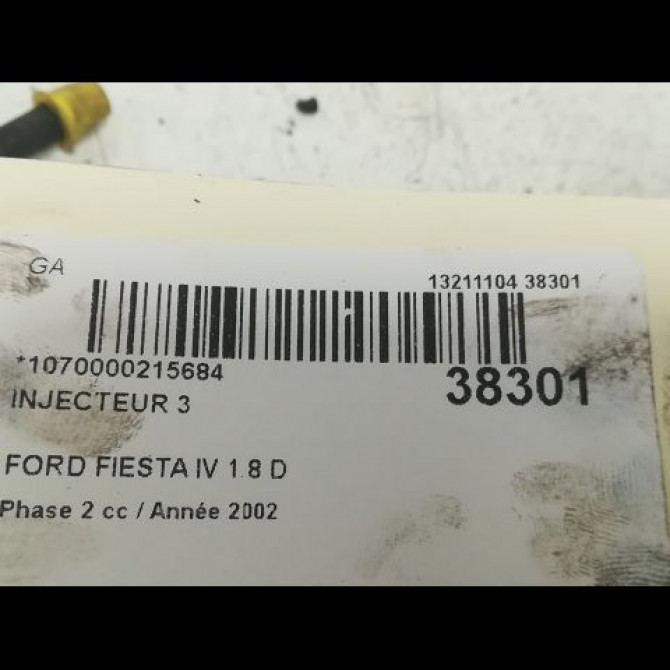 GA
13211104 38301
*1070000215684
38301
INJECTEUR 3
FORD FIESTA IV 1.8 D
Phase 2 cc / Année 2002